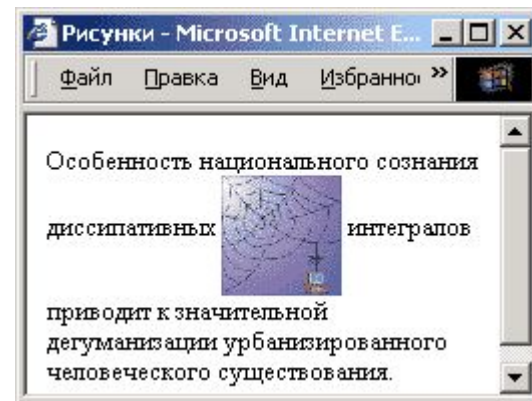 Рисунки - Microsoft Internet E...
Файл Правка Вид Избранно »
Особенность национального сознания
диссипативных интегралов
приводит к значительной
дегуманизации урбанизированного
человеческого существования.